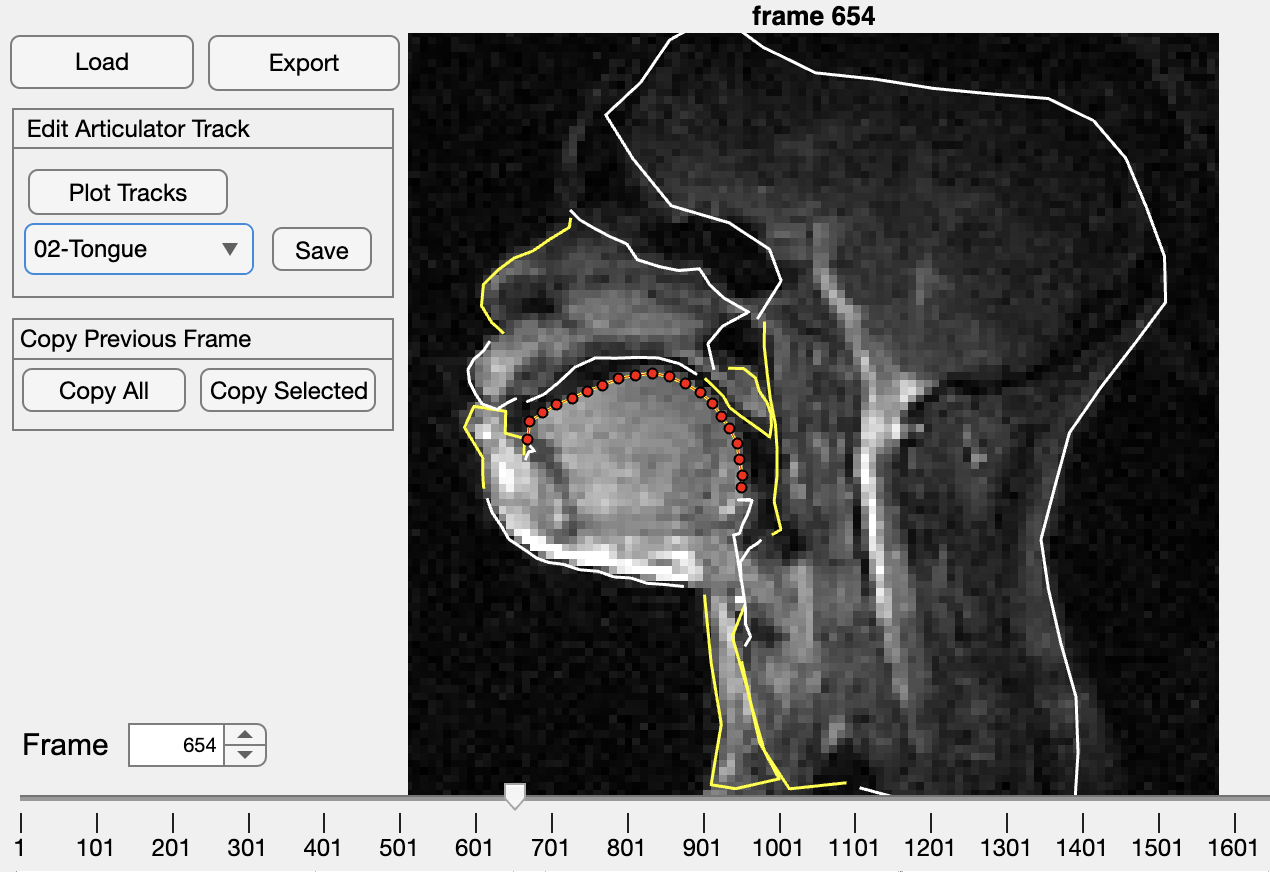 frame 654
Load
Export
Edit Articulator Track
Plot Tracks
02-Tongue
Save
Copy Previous Frame
Copy All
Copy Selected
Frame
654
1 101 201 301 401 501 601 701 801 901 1001 1101 1201 1301 1401 1501 1601